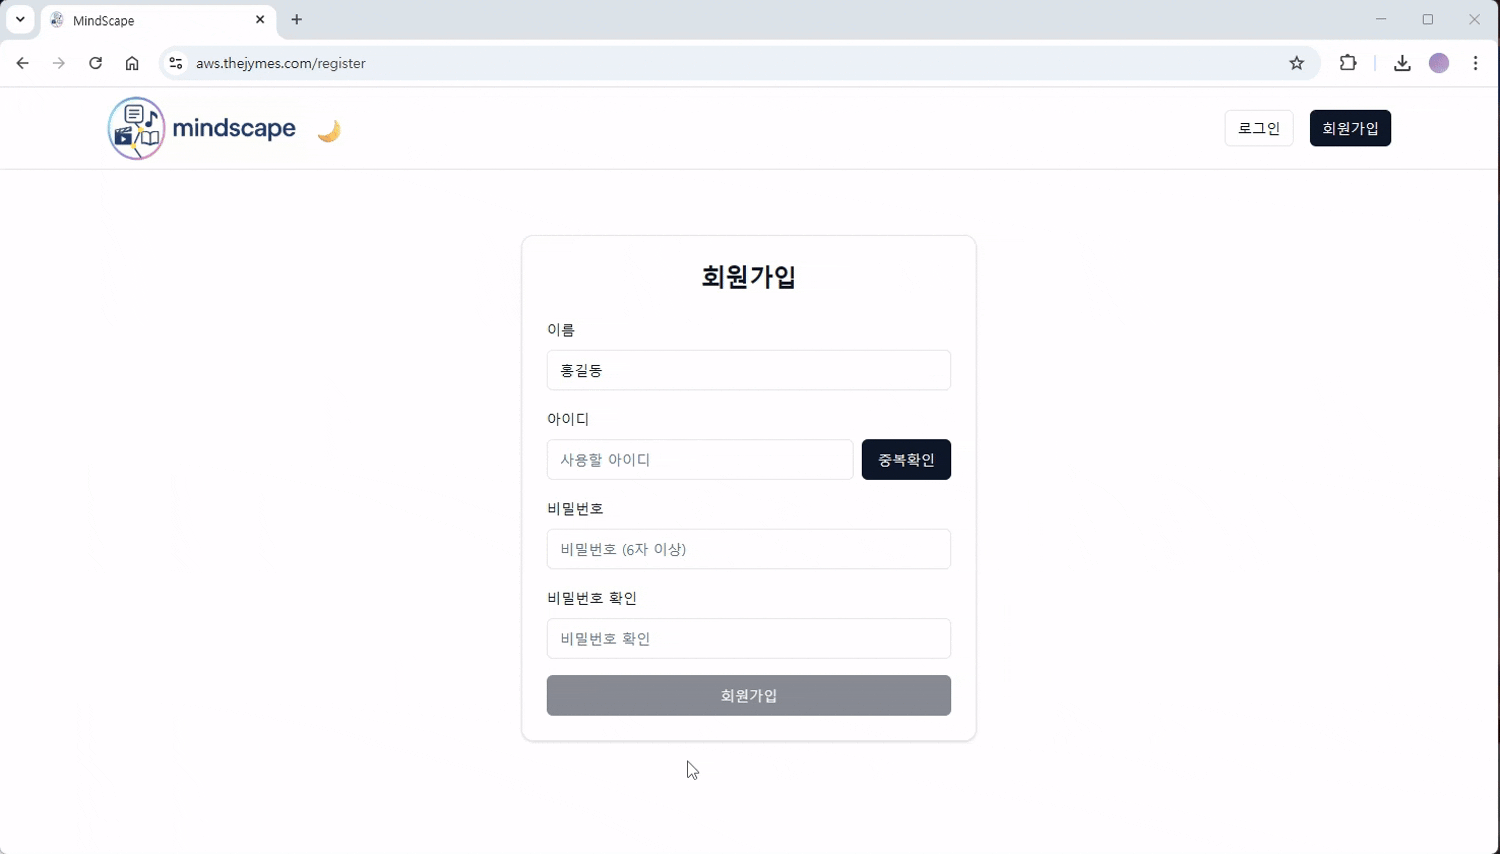 MindScape
aws.thejymes.com/register
mindscape
로그인
회원가입
회원가입
이름
홍길동
아이디
사용할 아이디
중복확인
비밀번호
비밀번호 (6자 이상)
비밀번호 확인
비밀번호 확인
회원가입